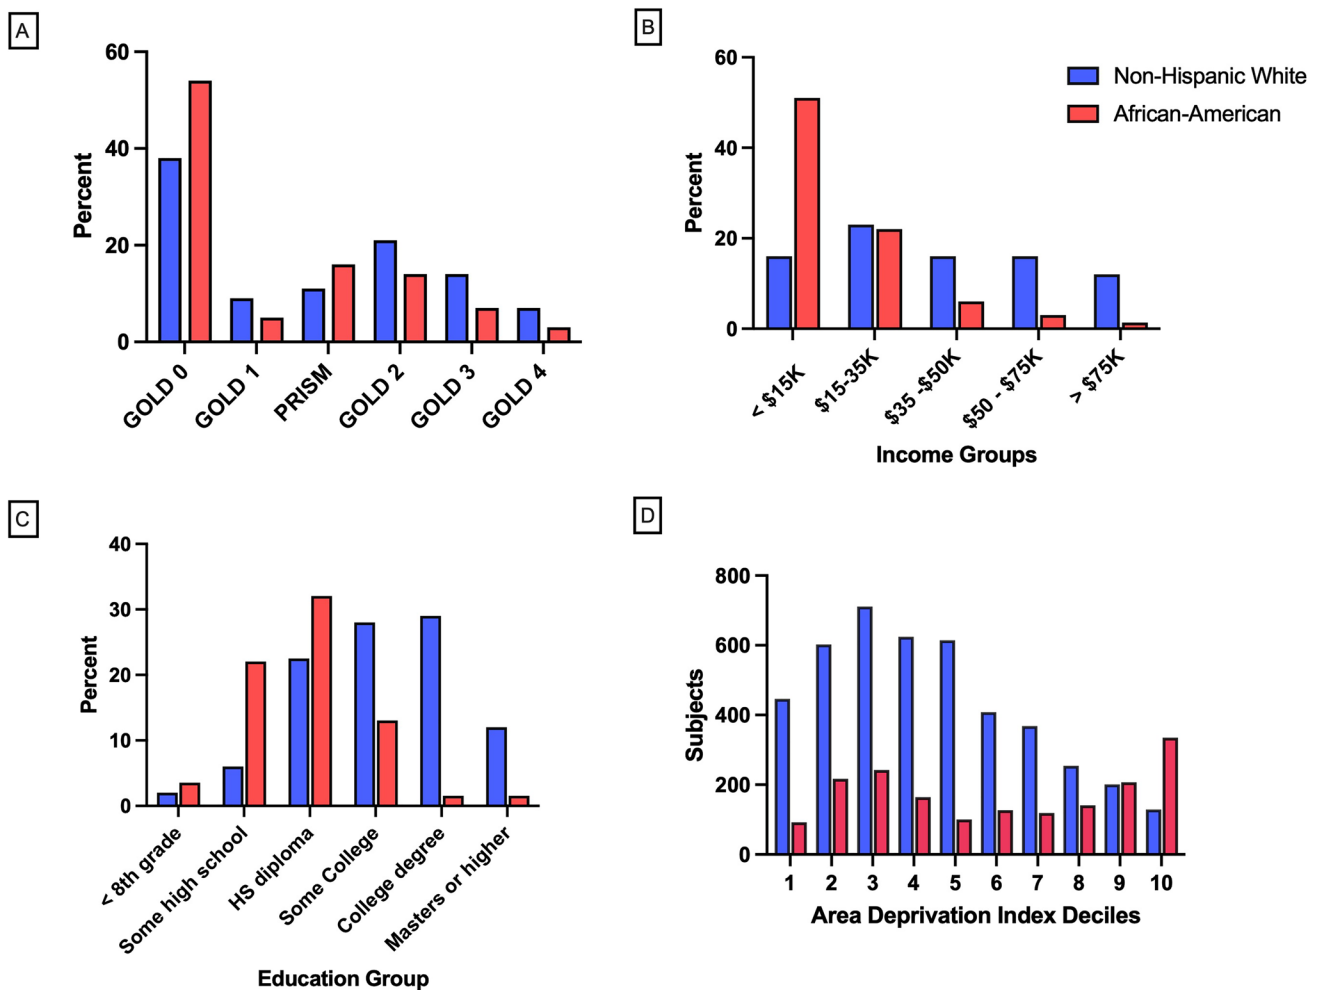 A
60
40
20
0
Percent
GOLD 0
GOLD 1
PRISM
GOLD 2
GOLD 3
GOLD 4
B
60
40
20
0
Percent
< $15K
$15-35K
$35 -$50K
$50 - $75K
> $75K
Income Groups
Non-Hispanic White
African-American
C
40
30
20
10
0
Percent
< 8th grade
Some high school
HS diploma
Some College
College degree
Masters or higher
Education Group
D
800
600
400
200
0
Subjects
1 2 3 4 5 6 7 8 9 10
Area Deprivation Index Deciles